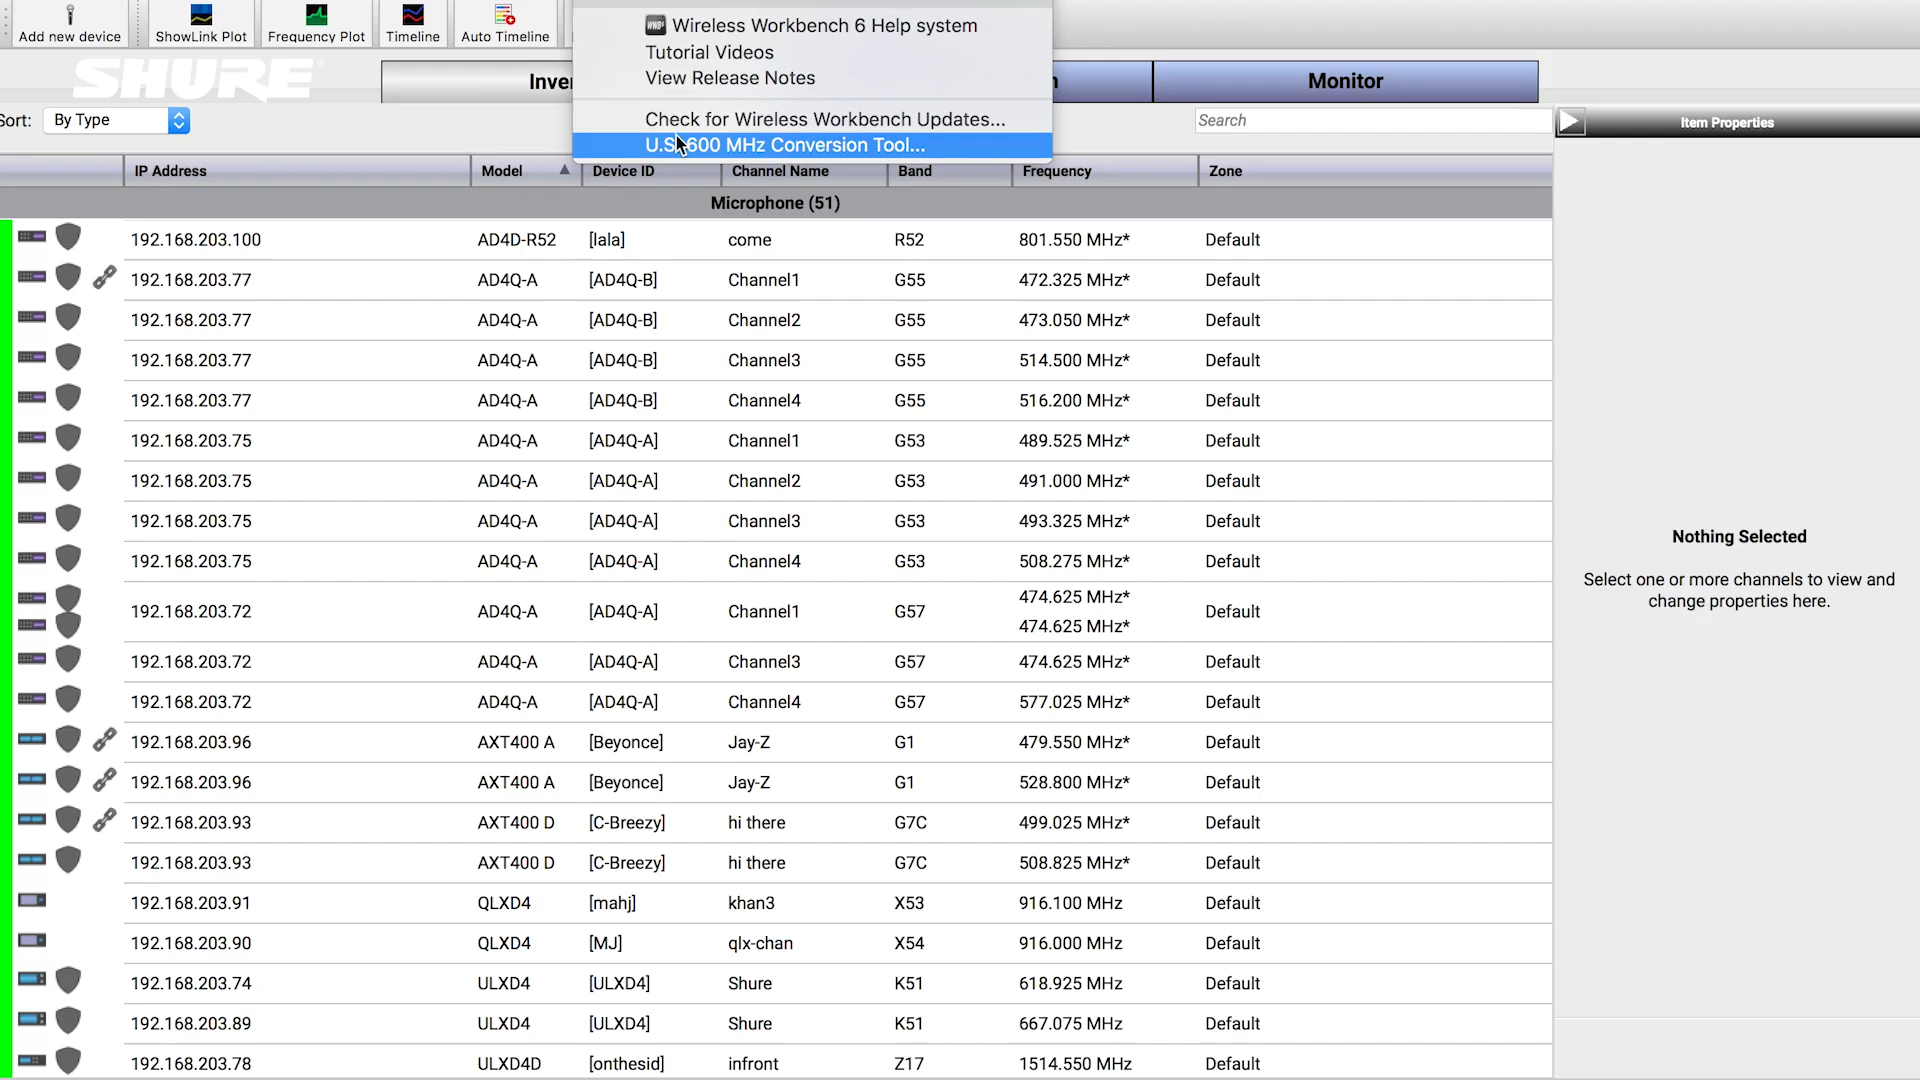 Add new device
ShowLink Plot
Frequency Plot
Timeline
Auto Timeline
SHURE
Wireless Workbench 6 Help system
Tutorial Videos
View Release Notes
Check for Wireless Workbench Updates...
U.S. 600 MHz Conversion Tool...
Monitor
By Type
Search
Item Properties
IP Address Model Device ID Channel Name Band Frequency Zone
Microphone (51)
192.168.203.100 AD4D-R52 [lala] come R52 801.550 MHz* Default
192.168.203.77 AD4Q-A [AD4Q-B] Channel1 G55 472.325 MHz* Default
192.168.203.77 AD4Q-A [AD4Q-B] Channel2 G55 473.050 MHz* Default
192.168.203.77 AD4Q-A [AD4Q-B] Channel3 G55 514.500 MHz* Default
192.168.203.77 AD4Q-A [AD4Q-B] Channel4 G55 516.200 MHz* Default
192.168.203.75 AD4Q-A [AD4Q-A] Channel1 G53 489.525 MHz* Default
192.168.203.75 AD4Q-A [AD4Q-A] Channel2 G53 491.000 MHz* Default
192.168.203.75 AD4Q-A [AD4Q-A] Channel3 G53 493.325 MHz* Default
192.168.203.75 AD4Q-A [AD4Q-A] Channel4 G53 508.275 MHz* Default
192.168.203.72 AD4Q-A [AD4Q-A] Channel1 G57 474.625 MHz* Default
474.625 MHz*
192.168.203.72 AD4Q-A [AD4Q-A] Channel3 G57 474.625 MHz* Default
192.168.203.72 AD4Q-A [AD4Q-A] Channel4 G57 577.025 MHz* Default
192.168.203.96 AXT400 A [Beyonce] Jay-Z G1 479.550 MHz* Default
192.168.203.96 AXT400 A [Beyonce] Jay-Z G1 528.800 MHz* Default
192.168.203.93 AXT400 D [C-Breezy] hi there G7C 499.025 MHz* Default
192.168.203.93 AXT400 D [C-Breezy] hi there G7C 508.825 MHz* Default
192.168.203.91 QLXD4 [mahj] khan3 X53 916.100 MHz Default
192.168.203.90 QLXD4 [MJ] qlx-chan X54 916.000 MHz Default
192.168.203.74 ULXD4 [ULXD4] Shure K51 618.925 MHz Default
192.168.203.89 ULXD4 [ULXD4] Shure K51 667.075 MHz Default
192.168.203.78 ULXD4D [onthesid] infront Z17 1514.550 MHz Default
Nothing Selected
Select one or more channels to view and
change properties here.